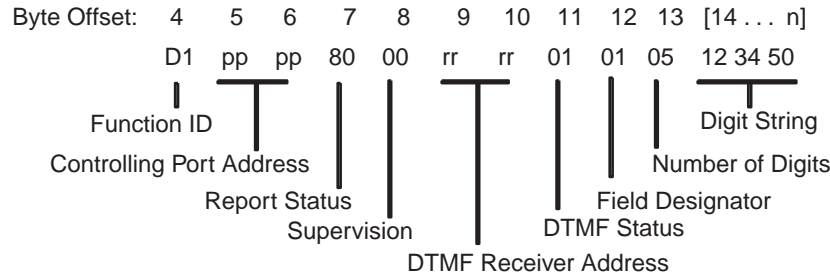 Byte Offset: 4 5 6 7 8 9 10 11 12 13 [14 . . . n]
D1 pp pp 80 00 rr rr 01 01 05 12 34 50
Function ID
Digit String
Controlling Port Address
Number of Digits
Report Status
Field Designator
Supervision
DTMF Status
DTMF Receiver Address